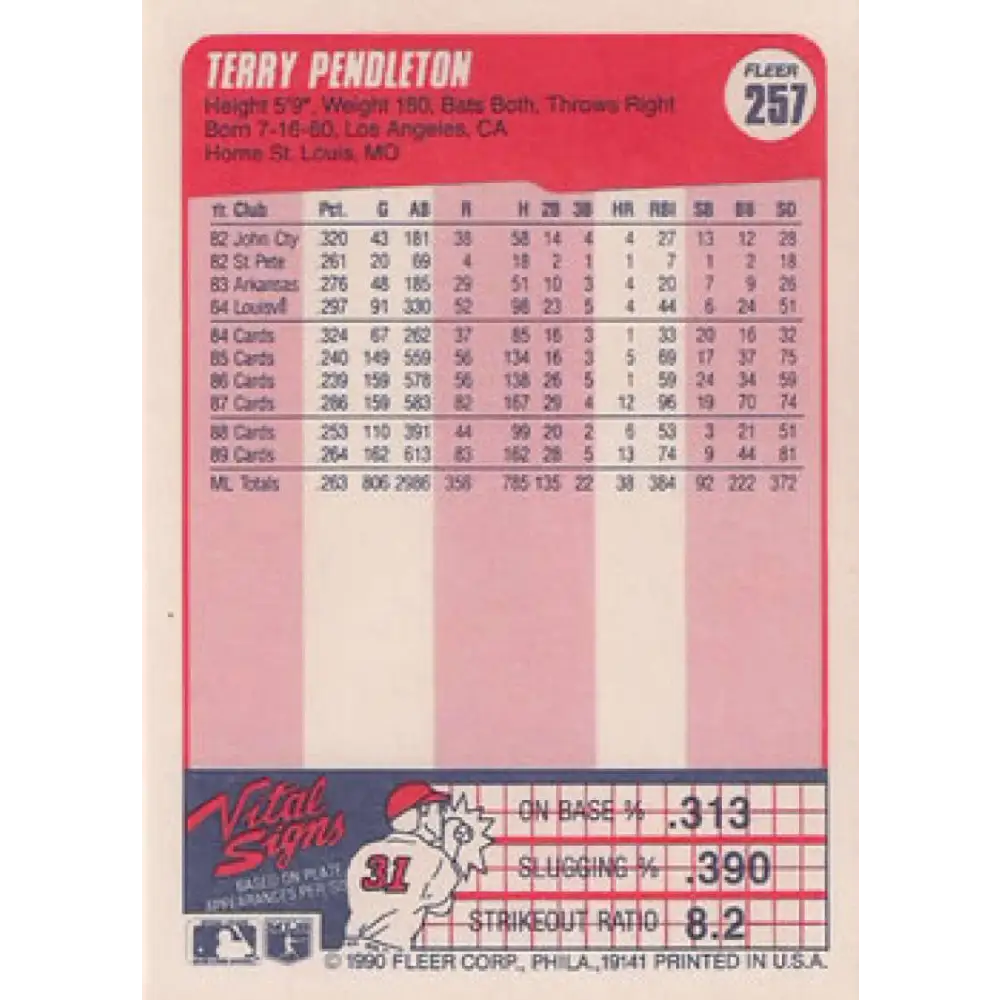 TERRY PENDLETON
FLEER
257
Height 5'9", Weight 180, Bats Both, Throws Right
Born 7-16-60, Los Angeles, CA
Home St. Louis, MO
Yr. Club Pct. G AB R H 2B 3B HR RBI SB BB SO
82 John Cty .320 43 181 38 58 14 4 4 27 13 12 28
82 St. Pete .261 20 69 4 18 2 1 1 7 1 2 18
83 Arkansas .276 48 185 29 51 10 3 4 20 7 9 26
84 Louisvll .297 91 330 52 98 23 5 4 44 6 24 51
84 Cards .324 67 262 37 85 16 3 1 33 20 16 32
85 Cards .240 149 559 56 134 16 3 5 69 17 37 75
86 Cards .239 159 578 56 138 26 5 1 59 24 34 59
87 Cards .286 159 583 82 167 29 4 12 96 19 70 74
88 Cards .253 110 391 44 99 20 2 6 53 3 21 51
89 Cards .264 162 613 83 162 28 5 13 74 9 44 81
ML Totals .263 806 2986 358 785 135 22 38 384 92 222 372
Vital
Signs
BASED ON PLATE
APPEARANCES PER SO
31
ON BASE % .313
SLUGGING % .390
STRIKEOUT RATIO 8.2
© 1990 FLEER CORP., PHILA., 19141 PRINTED IN U.S.A.